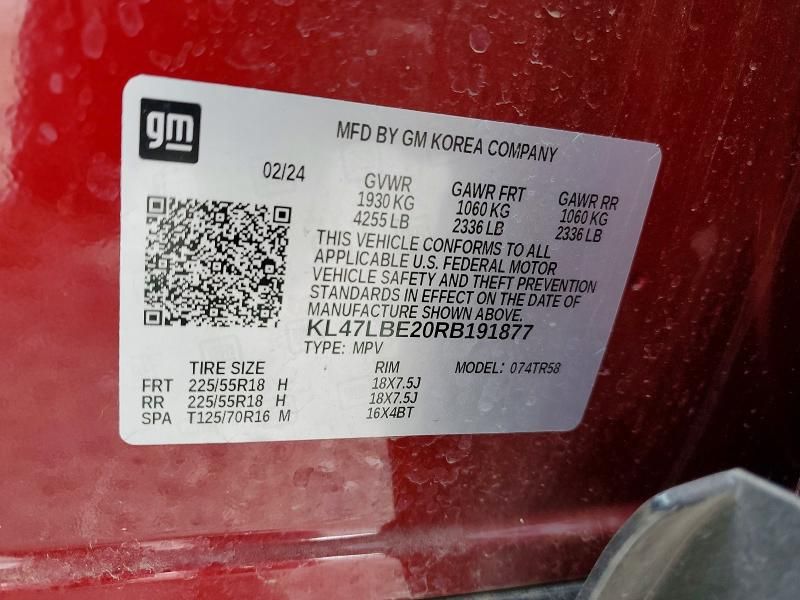 gm
MFD BY GM KOREA COMPANY
02/24
GVWR GAWR FRT GAWR RR
1930 KG 1060 KG 1060 KG
4255 LB 2336 LB 2336 LB
THIS VEHICLE CONFORMS TO ALL
APPLICABLE U.S. FEDERAL MOTOR
VEHICLE SAFETY AND THEFT PREVENTION
STANDARDS IN EFFECT ON THE DATE OF
MANUFACTURE SHOWN ABOVE.
KL47LBE20RB191877
TYPE: MPV
TIRE SIZE RIM MODEL: 074TR58
FRT 225/55R18 H 18X7.5J
RR 225/55R18 H 18X7.5J
SPA T125/70R16 M 16X4BT